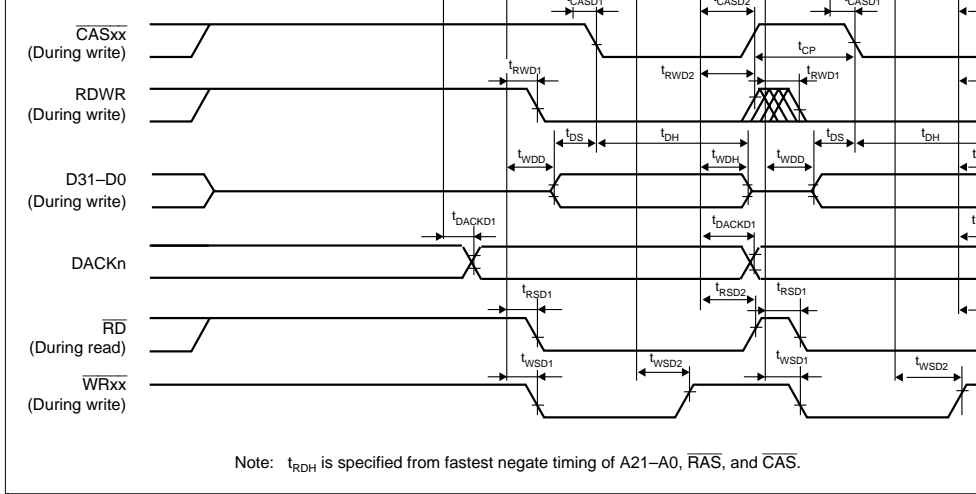 tCASD1 tCASD2 tCASD1
CASxx
(During write)
tCP
tRWD1 tRWD2 tRWD1
RDWR
(During write)
tDS tDH tDS tDH
tWDD tWDH tWDD
D31–D0
(During write)
tDACKD1 tDACKD1
DACKn
tRSD1 tRSD2 tRSD1
RD
(During read)
tWSD1 tWSD2 tWSD1 tWSD2
WRxx
(During write)
Note: tRDH is specified from fastest negate timing of A21–A0, RAS, and CAS.